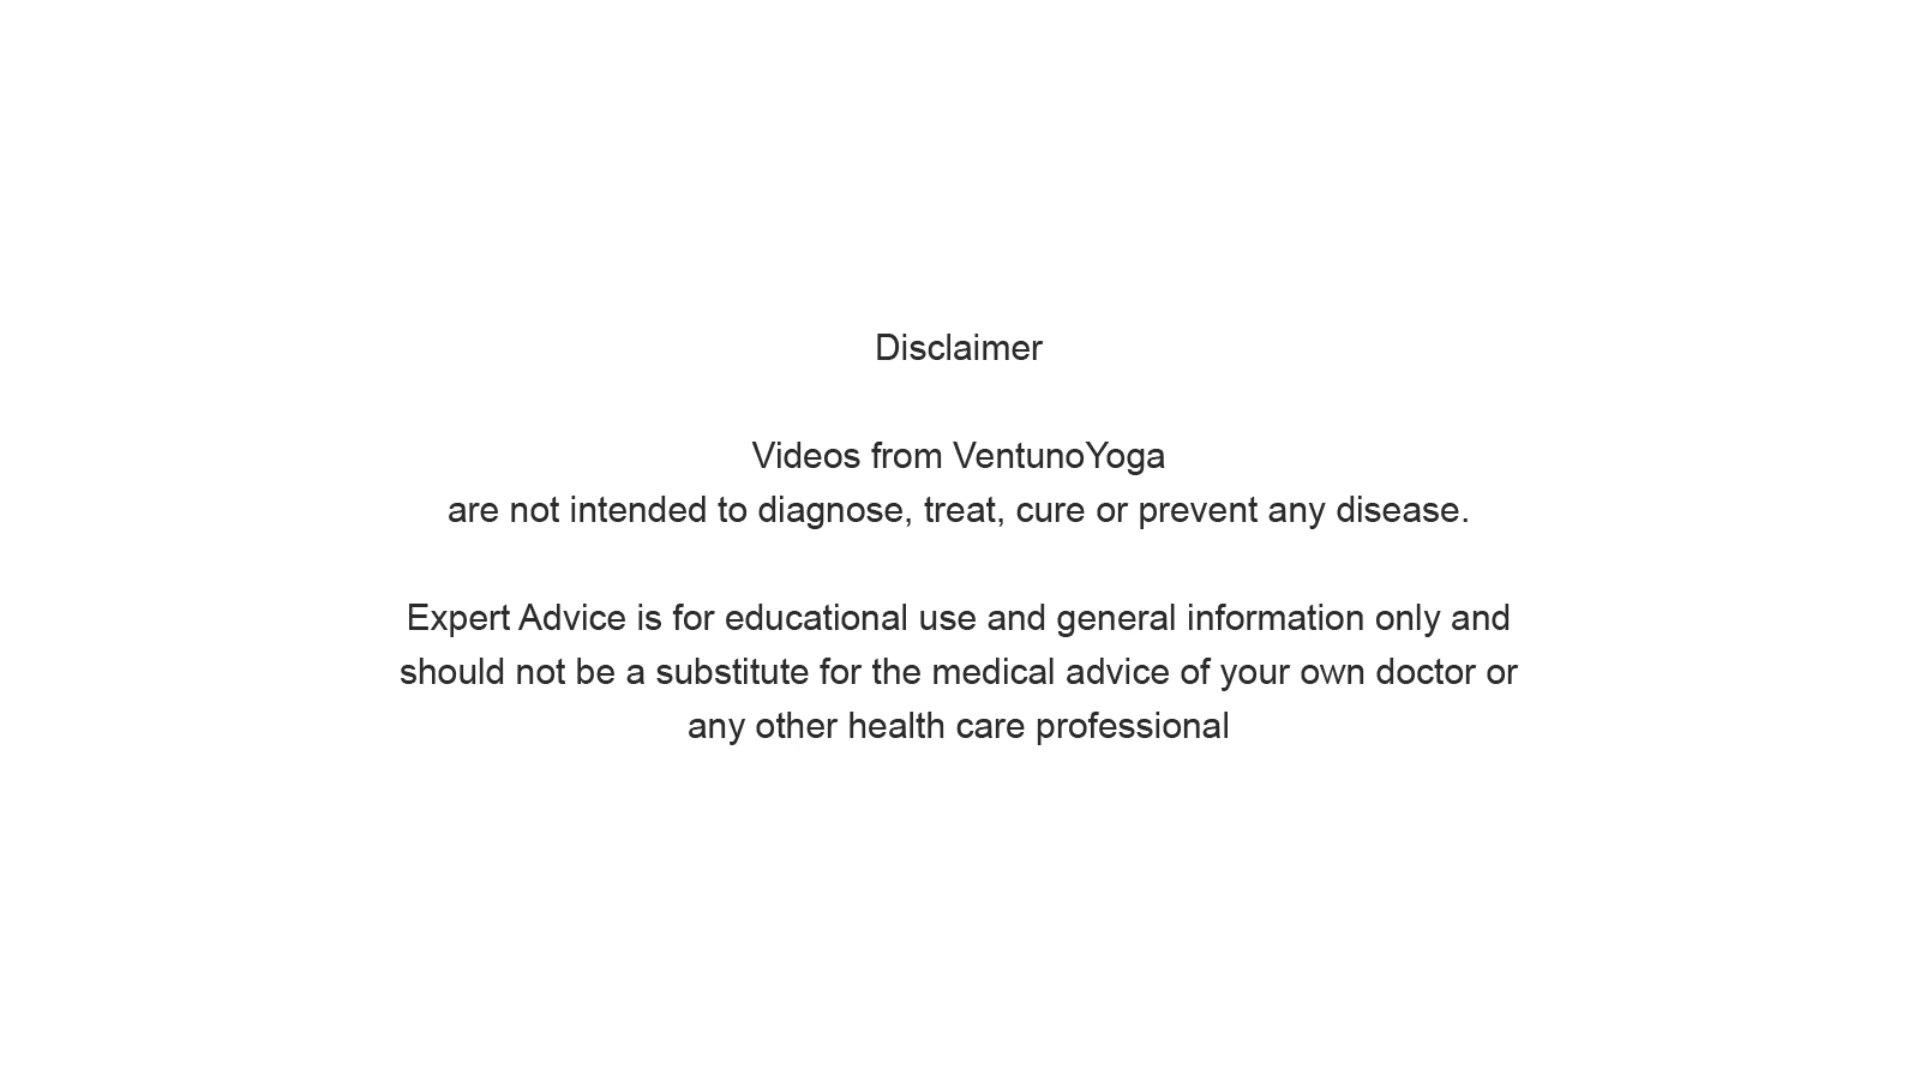 Disclaimer
Videos from VentunoYoga
are not intended to diagnose, treat, cure or prevent any disease.
Expert Advice is for educational use and general information only and
should not be a substitute for the medical advice of your own doctor or
any other health care professional